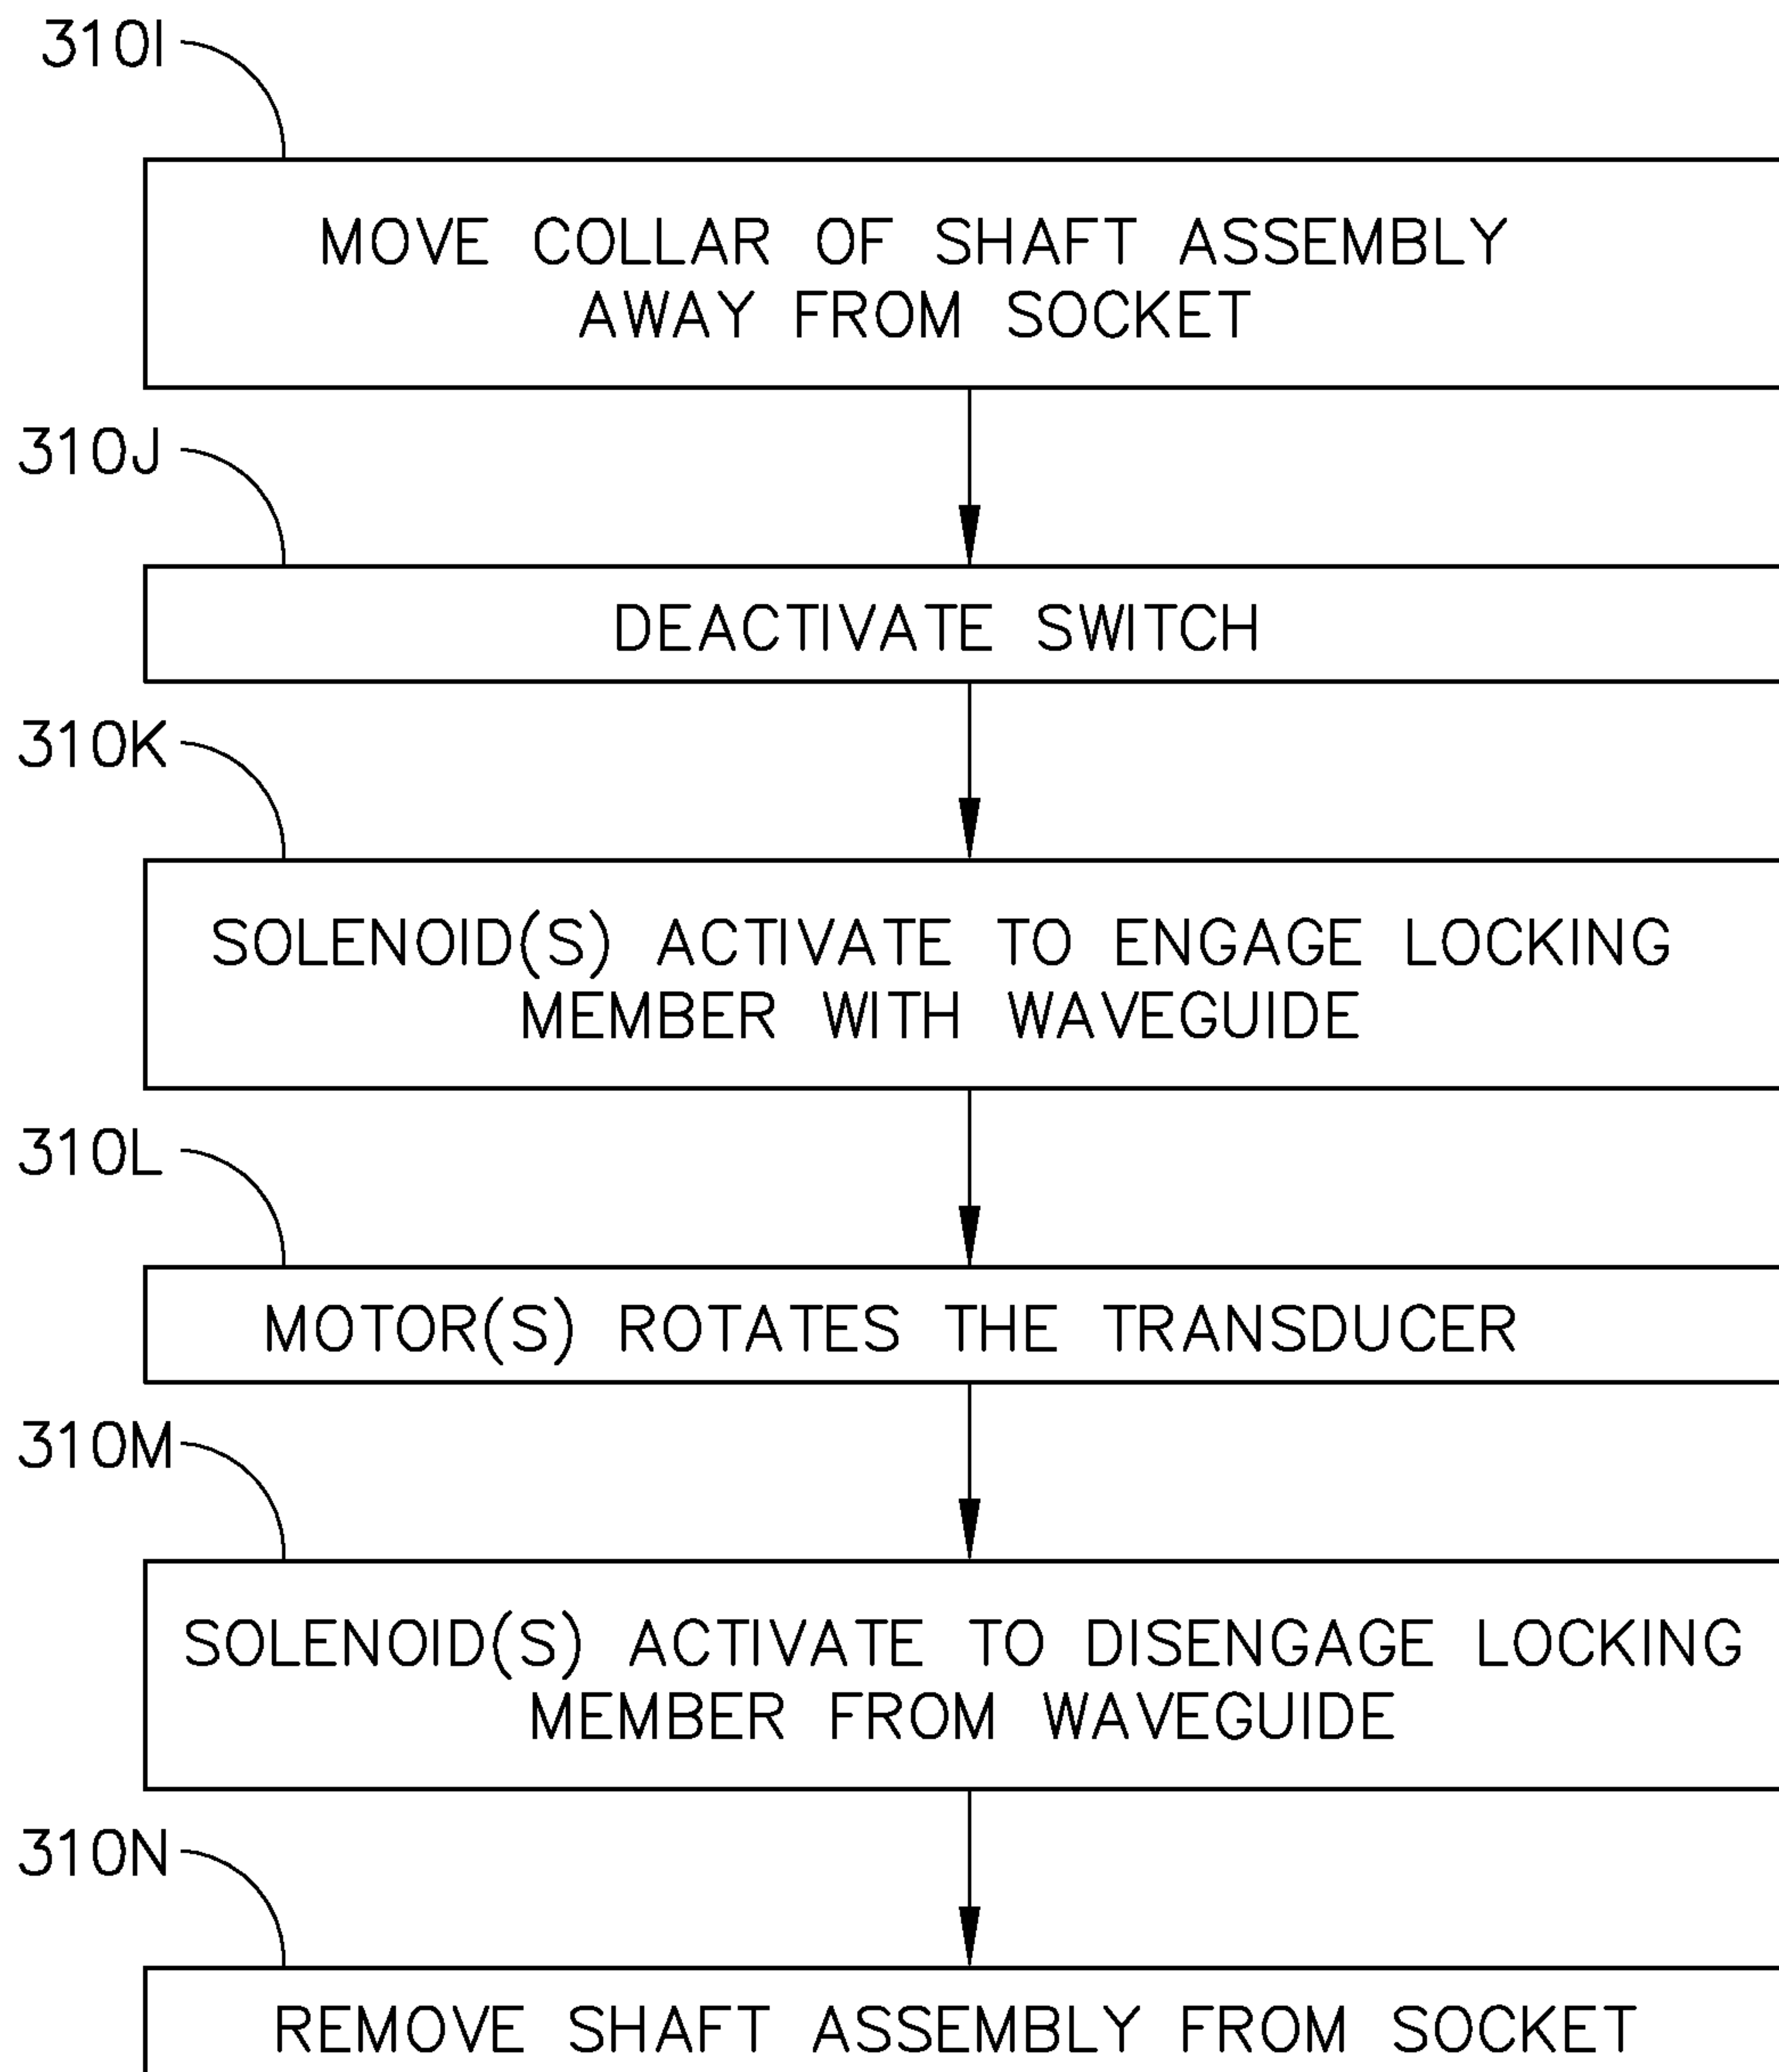 310I
MOVE COLLAR OF SHAFT ASSEMBLY
AWAY FROM SOCKET
310J
DEACTIVATE SWITCH
310K
SOLENOID(S) ACTIVATE TO ENGAGE LOCKING
MEMBER WITH WAVEGUIDE
310L
MOTOR(S) ROTATES THE TRANSDUCER
310M
SOLENOID(S) ACTIVATE TO DISENGAGE LOCKING
MEMBER FROM WAVEGUIDE
310N
REMOVE SHAFT ASSEMBLY FROM SOCKET